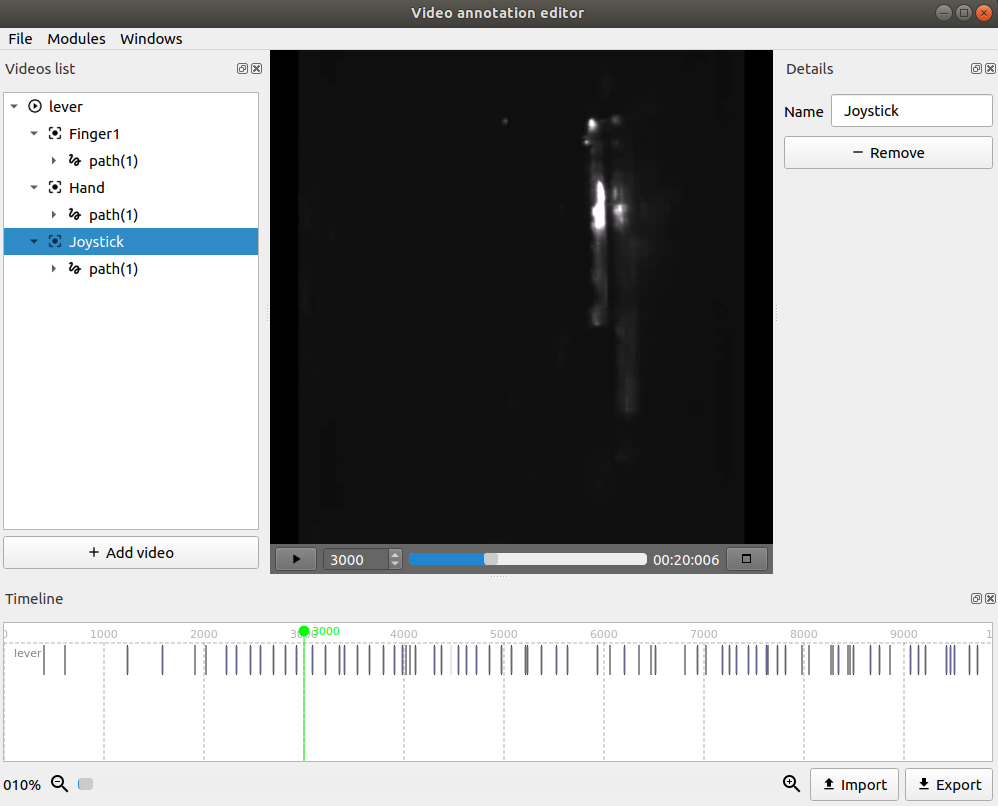 Video annotation editor
File Modules Windows
Videos list
Details
lever
Finger1
path(1)
Hand
path(1)
Joystick
path(1)
Name Joystick
Remove
Add video
3000
00:20:006
Timeline
0 1000 2000 3000 3000 4000 5000 6000 7000 8000 9000 1
lever
010%
Import
Export